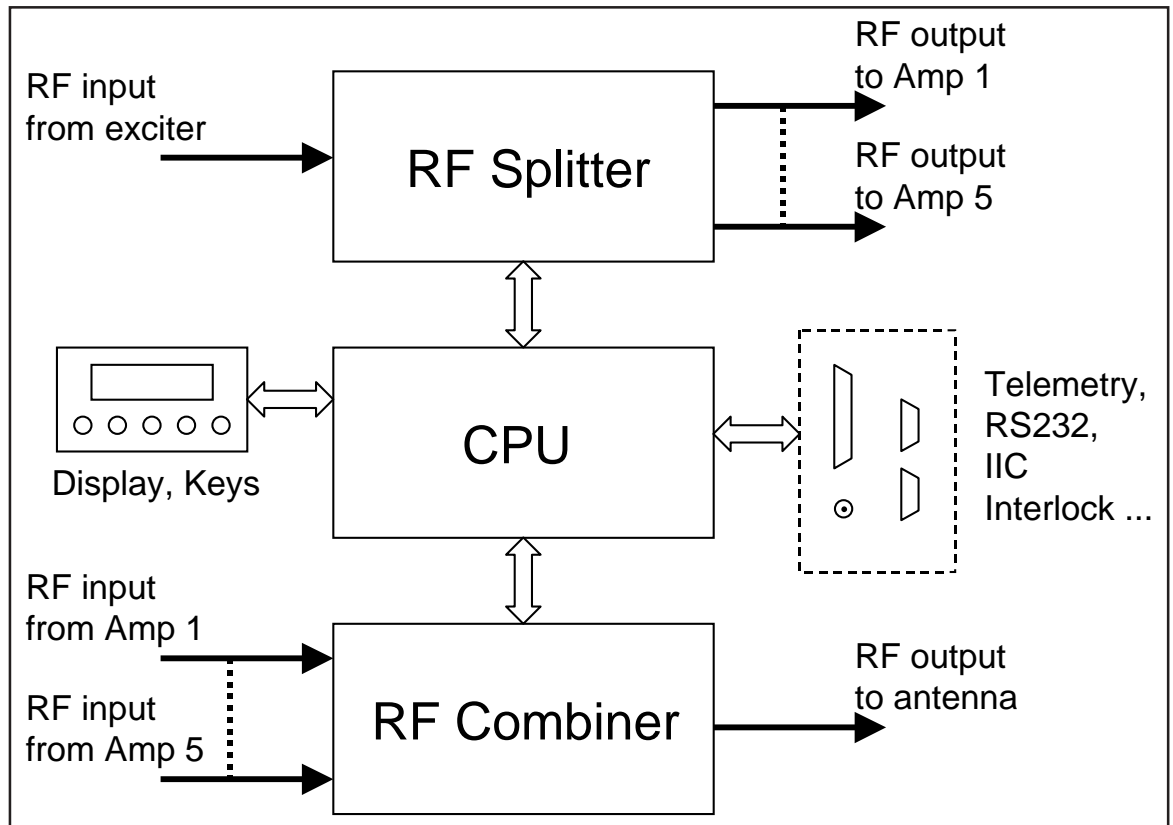 RF input
from exciter
RF Splitter
RF output
to Amp 1
RF output
to Amp 5
Display, Keys
CPU
Telemetry,
RS232,
IIC
Interlock ...
RF input
from Amp 1
RF input
from Amp 5
RF Combiner
RF output
to antenna